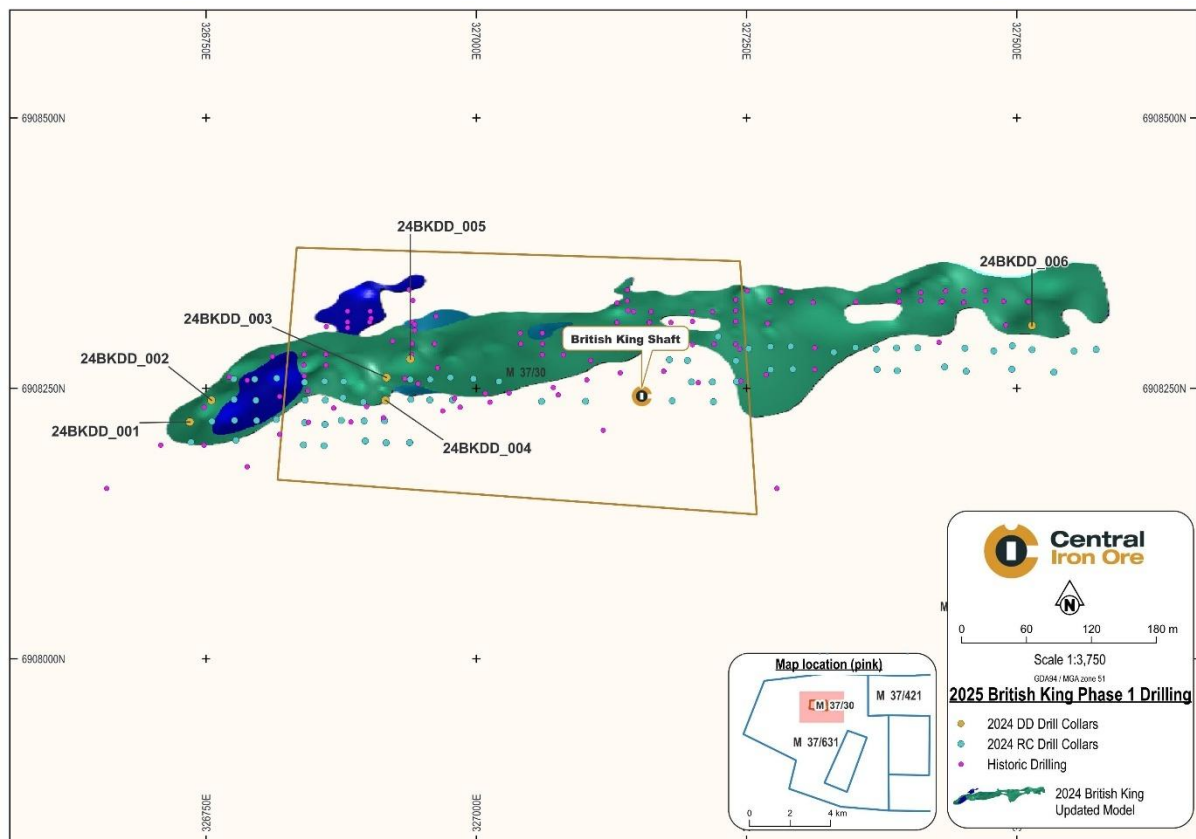 326750E
327000E
327250E
327500E
6908500N
6908500N
24BKDD_005
24BKDD_006
24BKDD_003
British King Shaft
24BKDD_002
M 37/30
6908250N
6908250N
24BKDD_001
24BKDD_004
Central
Iron Ore
N
M
0 60 120 180 m
6908000N
6908000N
Map location (pink)
Scale 1:3,750
GDA94 / MGA zone 51
M 37/421
2025 British King Phase 1 Drilling
M 37/30
2024 DD Drill Collars
M 37/631
2024 RC Drill Collars
Historic Drilling
2024 British King
Updated Model
0 2 4 km
326750E
327000E